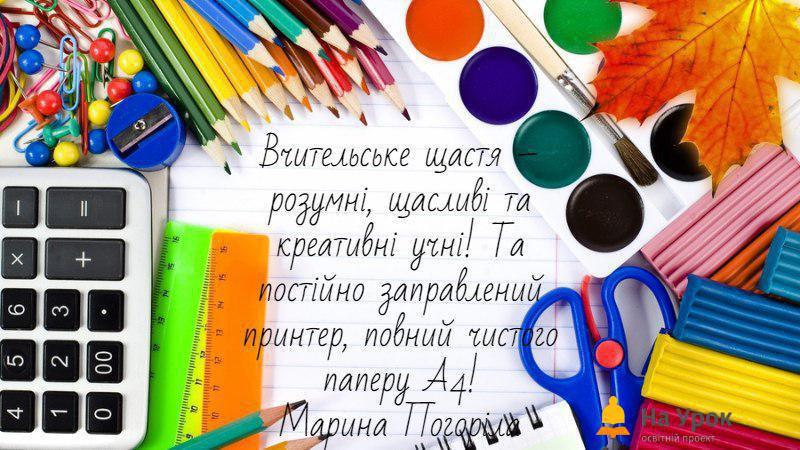 Вчительське щастя –
розумні, щасливі та
креативні учні! Та
постійно заправлений
принтер, повний чистого
паперу А4!
Марина Погоріла
На Урок
освітній проект